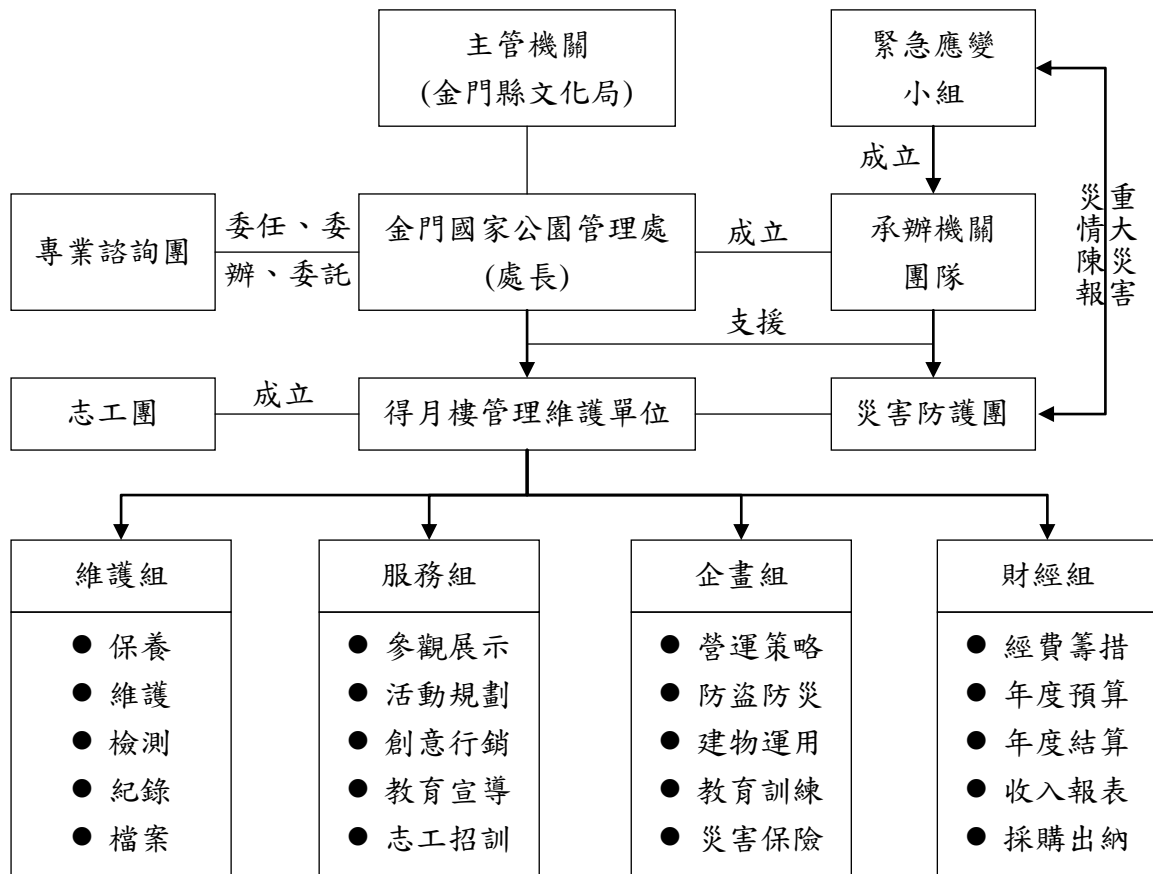 主管機關
(金門縣文化局)
緊急應變
小組
成立
重大災害
災情陳報
專業諮詢團
委任、委
辦、委託
金門國家公園管理處
(處長)
成立
承辦機關
團隊
支援
志工團
成立
得月樓管理維護單位
災害防護團
維護組
● 保養
● 維護
● 檢測
● 紀錄
● 檔案
服務組
● 參觀展示
● 活動規劃
● 創意行銷
● 教育宣導
● 志工招訓
企畫組
● 營運策略
● 防盜防災
● 建物運用
● 教育訓練
● 災害保險
財經組
● 經費籌措
● 年度預算
● 年度結算
● 收入報表
● 採購出納